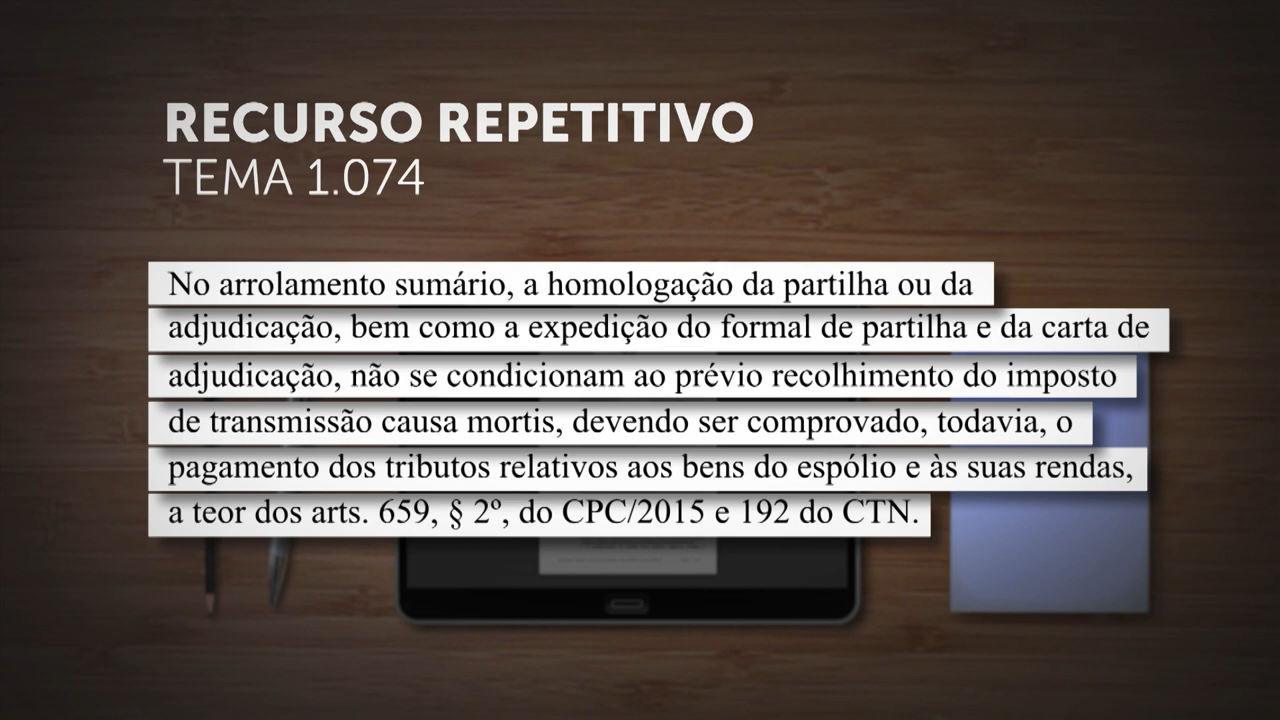 RECURSO REPETITIVO
TEMA 1.074
No arrolamento sumário, a homologação da partilha ou da
adjudicação, bem como a expedição do formal de partilha e da carta de
adjudicação, não se condicionam ao prévio recolhimento do imposto
de transmissão causa mortis, devendo ser comprovado, todavia, o
pagamento dos tributos relativos aos bens do espólio e às suas rendas,
a teor dos arts. 659, § 2º, do CPC/2015 e 192 do CTN.